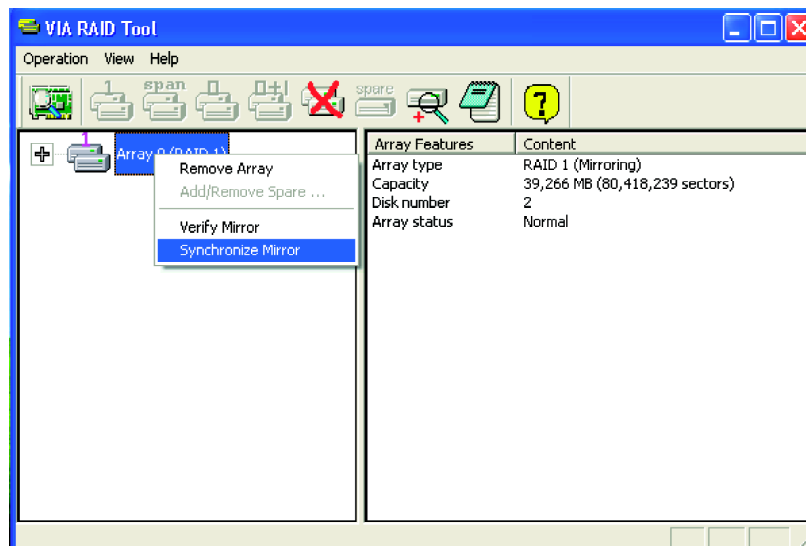 VIA RAID Tool
Operation View Help
1 span spare
Array Features Content
1
Array 0 (RAID 1)
Array type RAID 1 (Mirroring)
Capacity 39,266 MB (80,418,239 sectors)
Disk number 2
Array status Normal
Remove Array
Add/Remove Spare ...
Verify Mirror
Synchronize Mirror